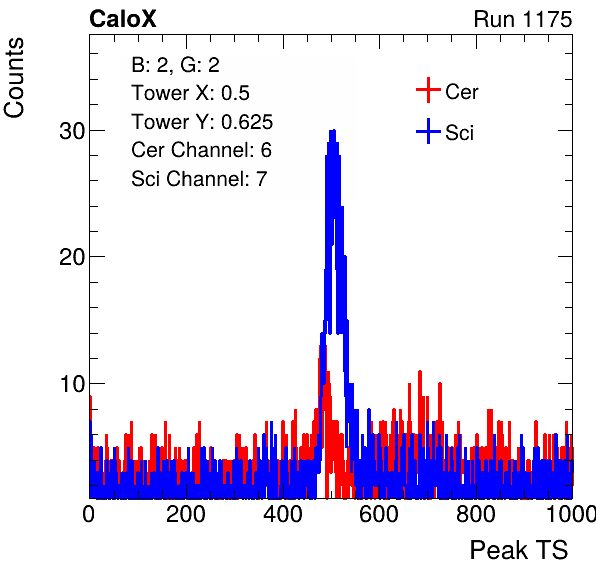 CaloX
Run 1175
Counts
B: 2, G: 2
Tower X: 0.5
Tower Y: 0.625
Cer Channel: 6
Sci Channel: 7
Cer
Sci
30
20
10
0 200 400 600 800 1000
Peak TS